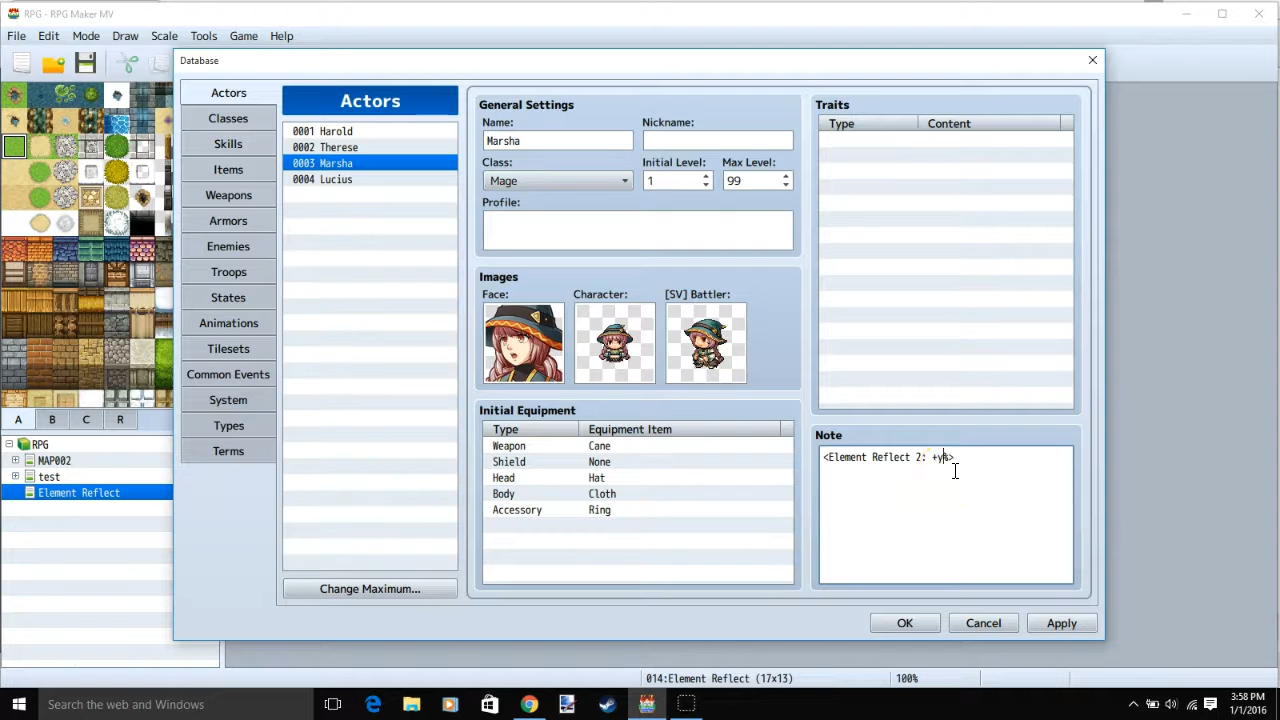 RPG - RPG Maker MV
File Edit Mode Draw Scale Tools Game Help
Database
Actors
Classes
Skills
Items
Weapons
Armors
Enemies
Troops
States
Animations
Tilesets
Common Events
System
Types
Terms
Actors
0001 Harold
0002 Therese
0003 Marsha
0004 Lucius
Change Maximum...
General Settings
Name: Nickname:
Marsha
Class: Initial Level: Max Level:
Mage 1 99
Profile:
Images
Face: Character: [SV] Battler:
Initial Equipment
Type Equipment Item
Weapon Cane
Shield None
Head Hat
Body Cloth
Accessory Ring
Traits
Type Content
Note
<Element Reflect 2: +y%>
OK Cancel Apply
A B C R
RPG
MAP002
test
Element Reflect
014:Element Reflect (17x13) 100%
Search the web and Windows
3:58 PM
1/1/2016